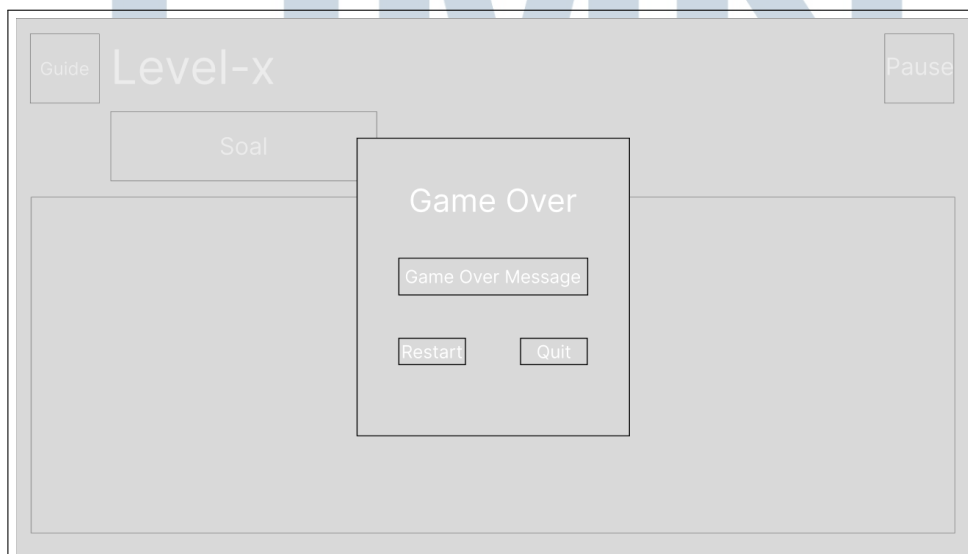 Guide Level-x Pause
Soal
Game Over
Game Over Message
Restart Quit